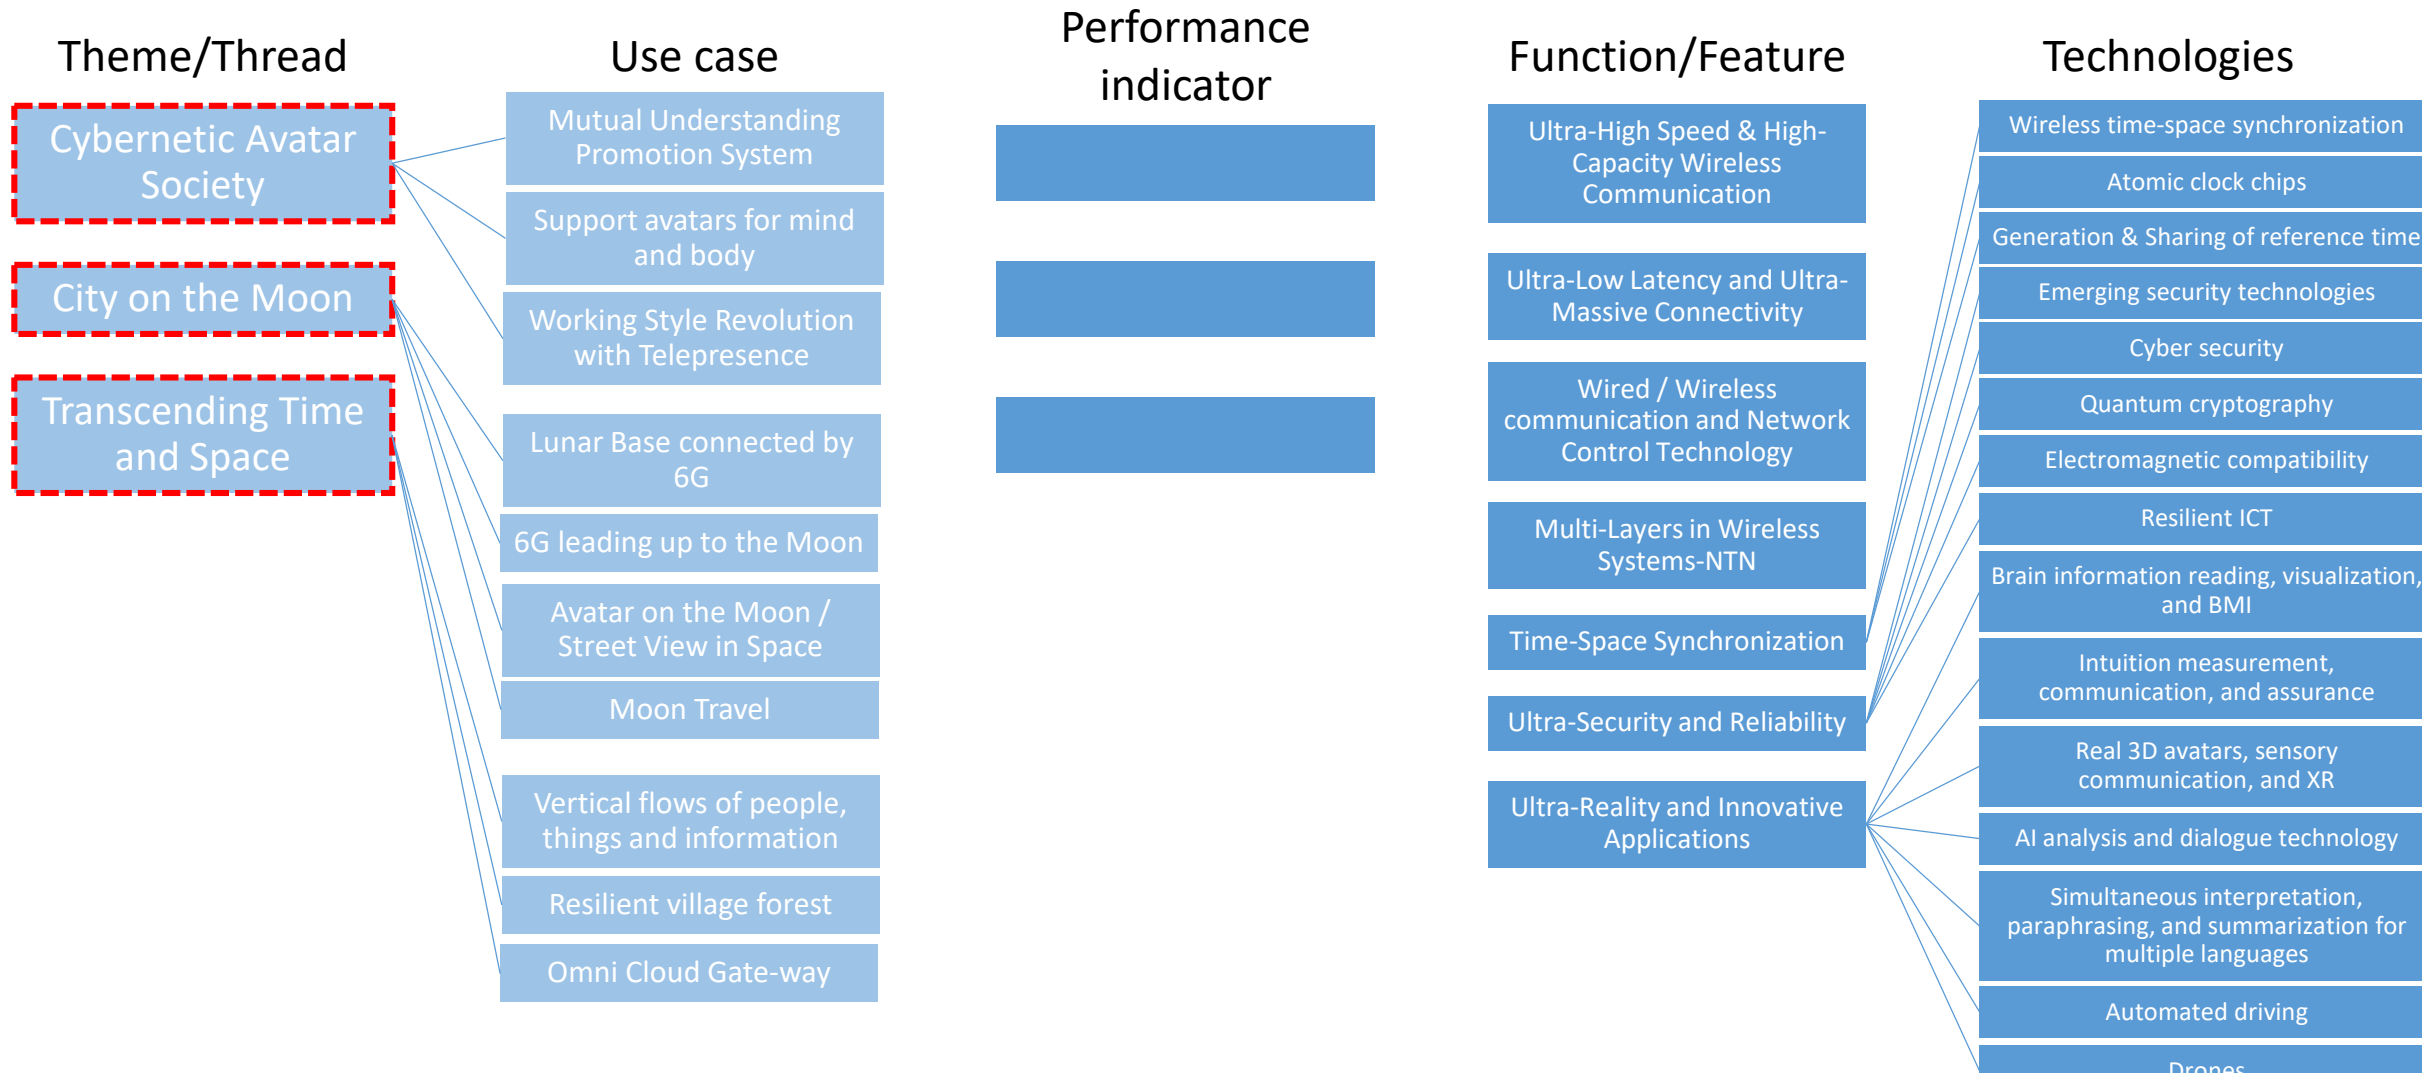 Theme/Thread
Cybernetic Avatar
Society
City on the Moon
Transcending Time
and Space
Use case
Mutual Understanding
Promotion System
Support avatars for mind
and body
Working Style Revolution
with Telepresence
Lunar Base connected by
6G
6G leading up to the Moon
Avatar on the Moon /
Street View in Space
Moon Travel
Vertical flows of people,
things and information
Resilient village forest
Omni Cloud Gate-way
Performance
indicator
Function/Feature
Ultra-High Speed & High-
Capacity Wireless
Communication
Ultra-Low Latency and Ultra-
Massive Connectivity
Wired / Wireless
communication and Network
Control Technology
Multi-Layers in Wireless
Systems-NTN
Time-Space Synchronization
Ultra-Security and Reliability
Ultra-Reality and Innovative
Applications
Technologies
Wireless time-space synchronization
Atomic clock chips
Generation & Sharing of reference time
Emerging security technologies
Cyber security
Quantum cryptography
Electromagnetic compatibility
Resilient ICT
Brain information reading, visualization,
and BMI
Intuition measurement,
communication, and assurance
Real 3D avatars, sensory
communication, and XR
AI analysis and dialogue technology
Simultaneous interpretation,
paraphrasing, and summarization for
multiple languages
Automated driving
Drones